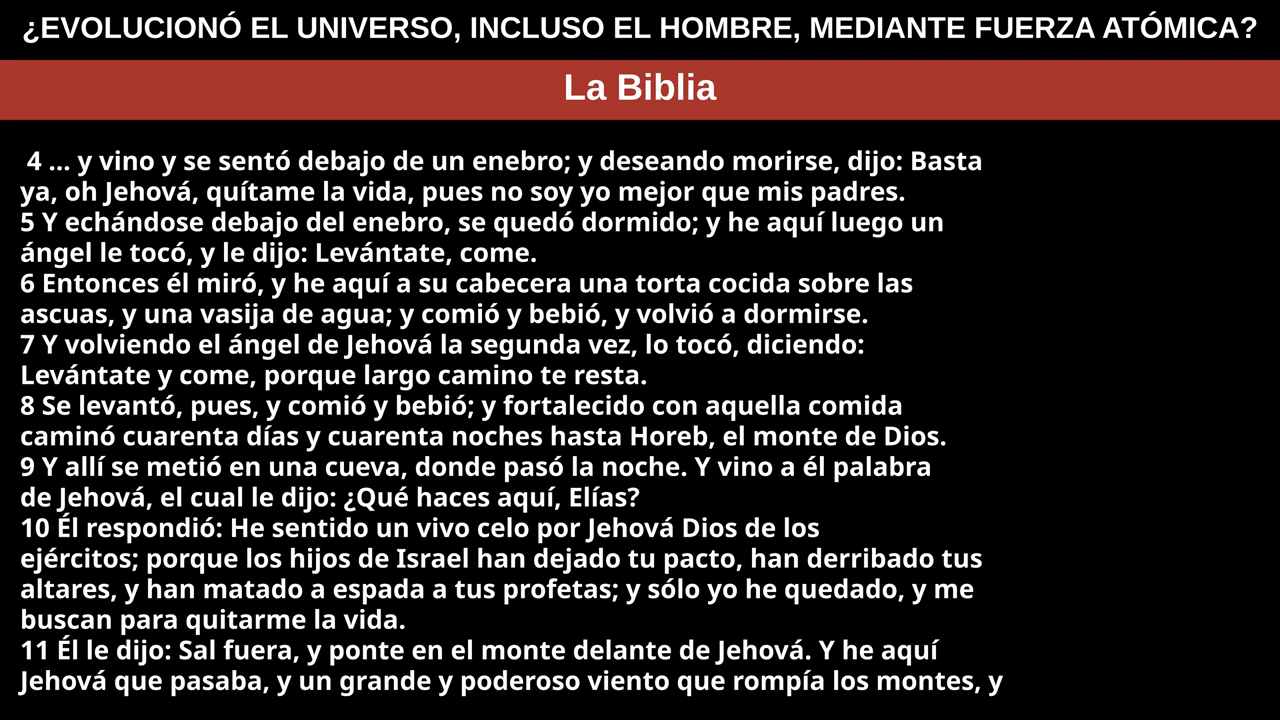 ¿EVOLUCIONÓ EL UNIVERSO, INCLUSO EL HOMBRE, MEDIANTE FUERZA ATÓMICA?
La Biblia
4 ... y vino y se sentó debajo de un enebro; y deseando morirse, dijo: Basta
ya, oh Jehová, quítame la vida, pues no soy yo mejor que mis padres.
5 Y echándose debajo del enebro, se quedó dormido; y he aquí luego un
ángel le tocó, y le dijo: Levántate, come.
6 Entonces él miró, y he aquí a su cabecera una torta cocida sobre las
ascuas, y una vasija de agua; y comió y bebió, y volvió a dormirse.
7 Y volviendo el ángel de Jehová la segunda vez, lo tocó, diciendo:
Levántate y come, porque largo camino te resta.
8 Se levantó, pues, y comió y bebió; y fortalecido con aquella comida
caminó cuarenta días y cuarenta noches hasta Horeb, el monte de Dios.
9 Y allí se metió en una cueva, donde pasó la noche. Y vino a él palabra
de Jehová, el cual le dijo: ¿Qué haces aquí, Elías?
10 Él respondió: He sentido un vivo celo por Jehová Dios de los
ejércitos; porque los hijos de Israel han dejado tu pacto, han derribado tus
altares, y han matado a espada a tus profetas; y sólo yo he quedado, y me
buscan para quitarme la vida.
11 Él le dijo: Sal fuera, y ponte en el monte delante de Jehová. Y he aquí
Jehová que pasaba, y un grande y poderoso viento que rompía los montes, y